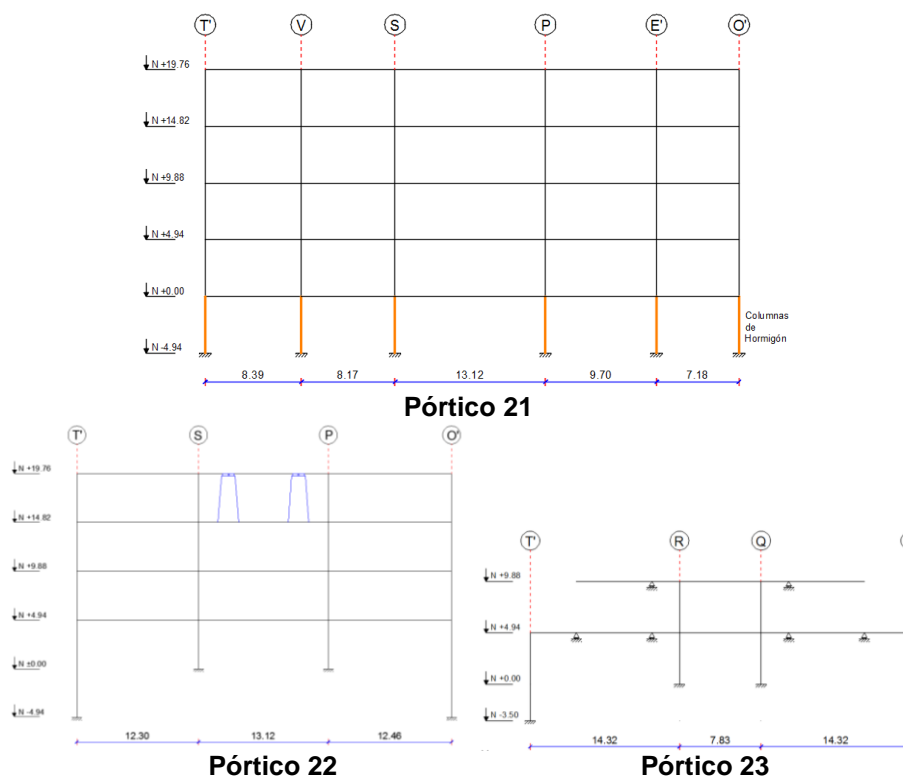 T' V S P E' O'
N +19.76
N +14.82
N +9.88
N +4.94
N +0.00
Columnas
de
Hormigón
N -4.94
8.39 8.17 13.12 9.70 7.18
Pórtico 21
T' S P O'
N +19.76
N +14.82
N +9.88
N +4.94
N ±0.00
N -4.94
12.30 13.12 12.46
Pórtico 22
T' R Q
N +9.88
N +4.94
N +0.00
N -3.50
14.32 7.83 14.32
Pórtico 23